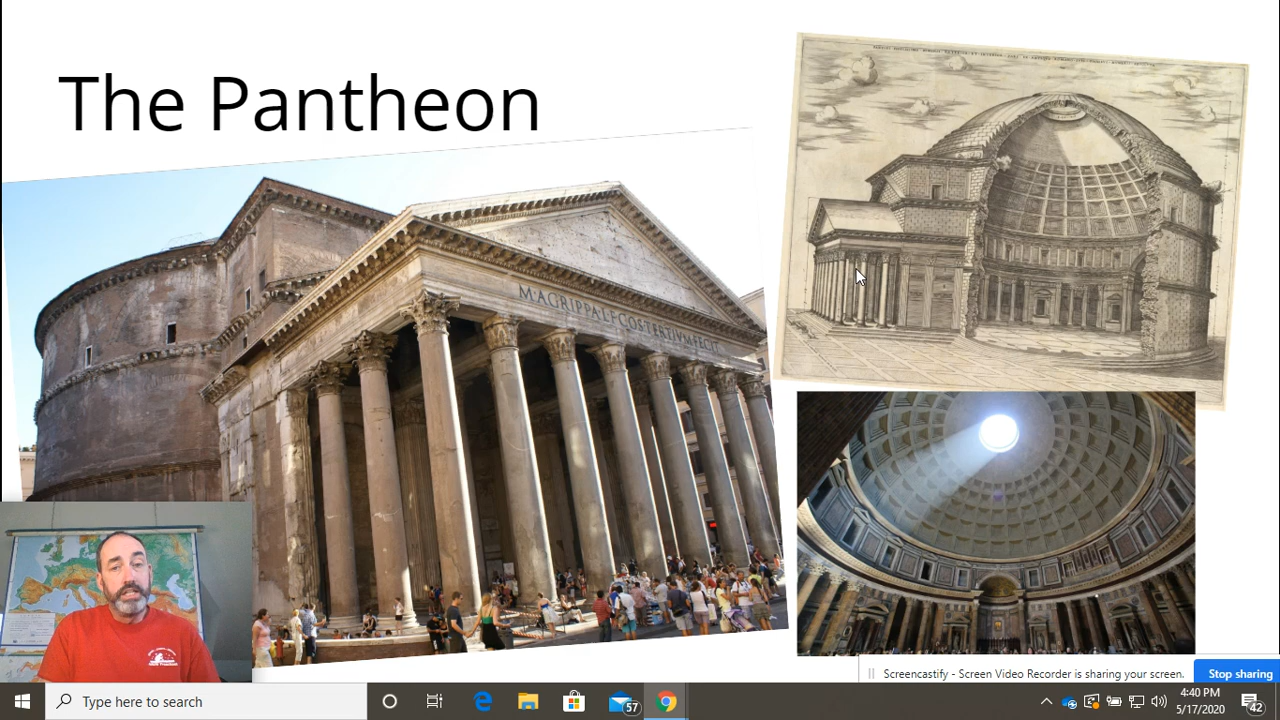 The Pantheon
M·AGRIPPA·L·F·COS·TERTIVM·FECIT
Screencastify - Screen Video Recorder is sharing your screen.
Stop sharing
Type here to search
57
4:40 PM
5/17/2020
42